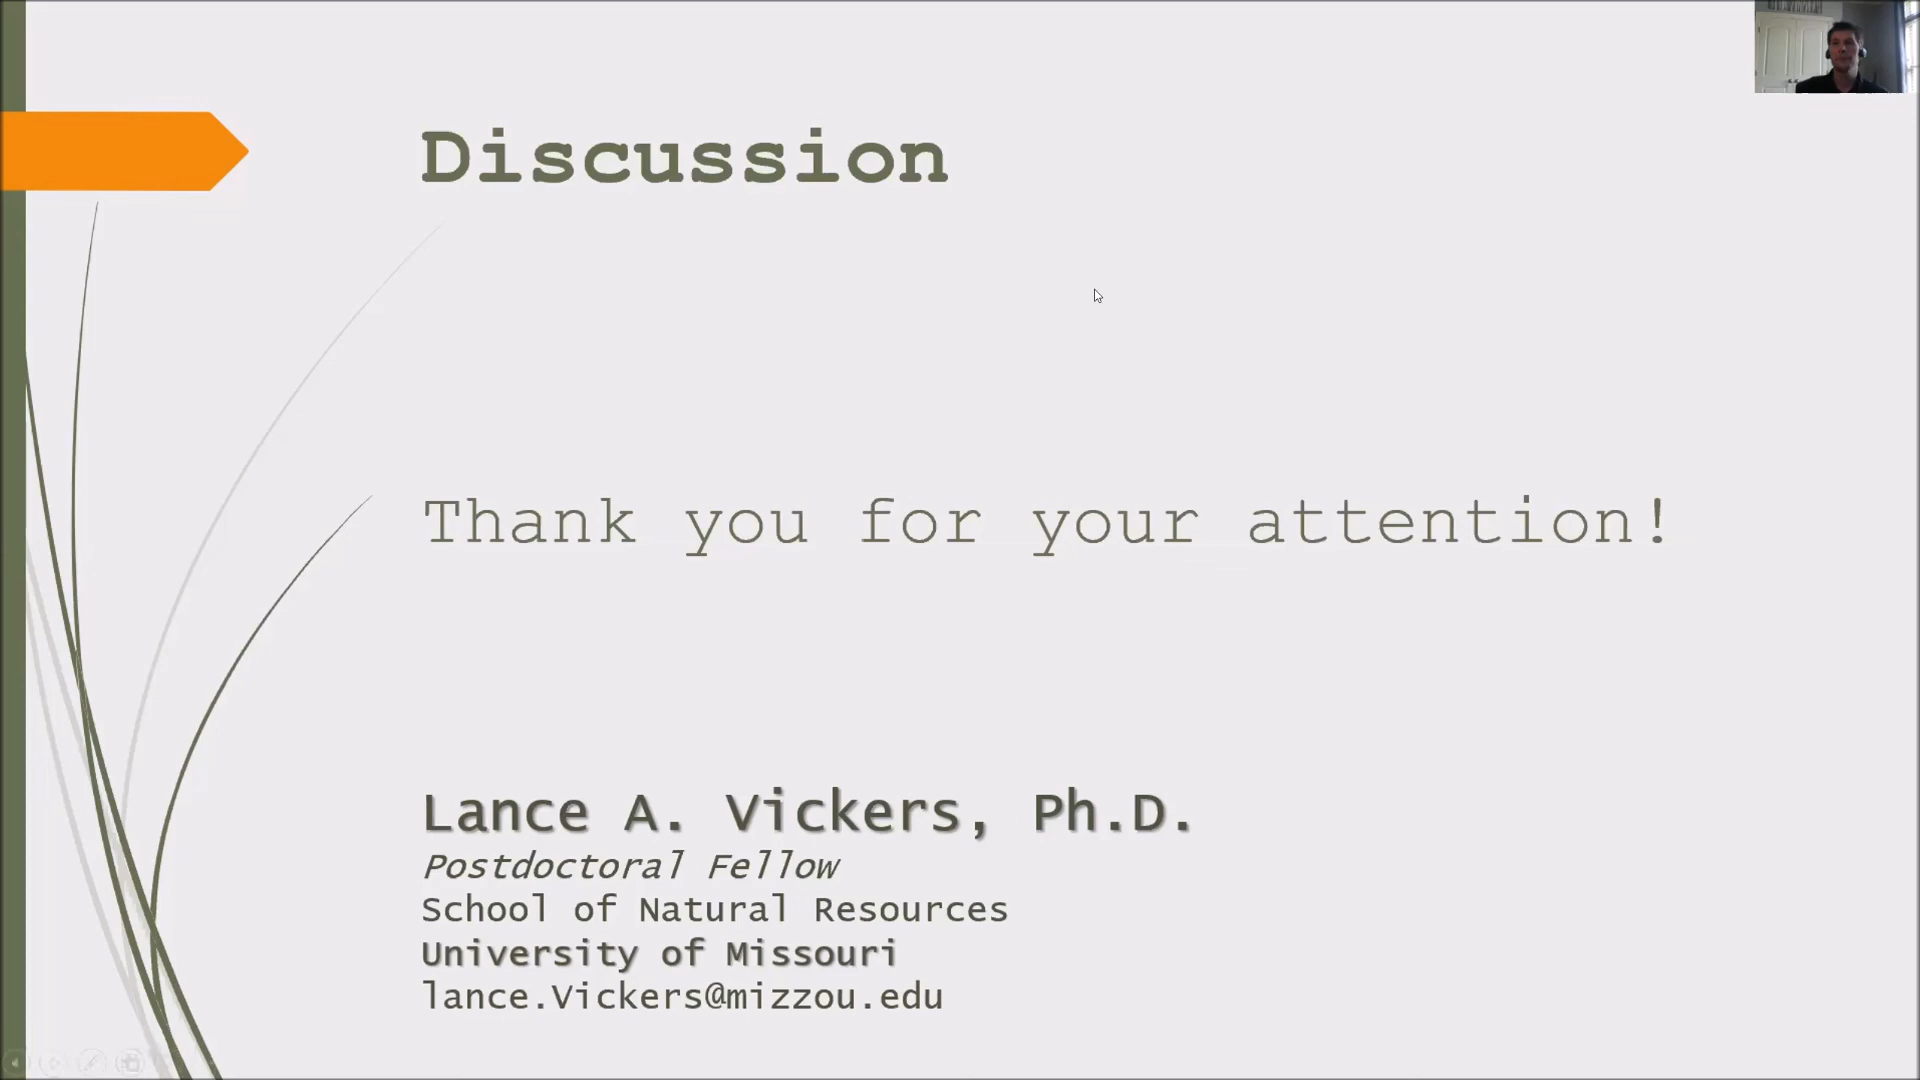 Discussion
Thank you for your attention!
Lance A. Vickers, Ph.D.
Postdoctoral Fellow
School of Natural Resources
University of Missouri
lance.Vickers@mizzou.edu